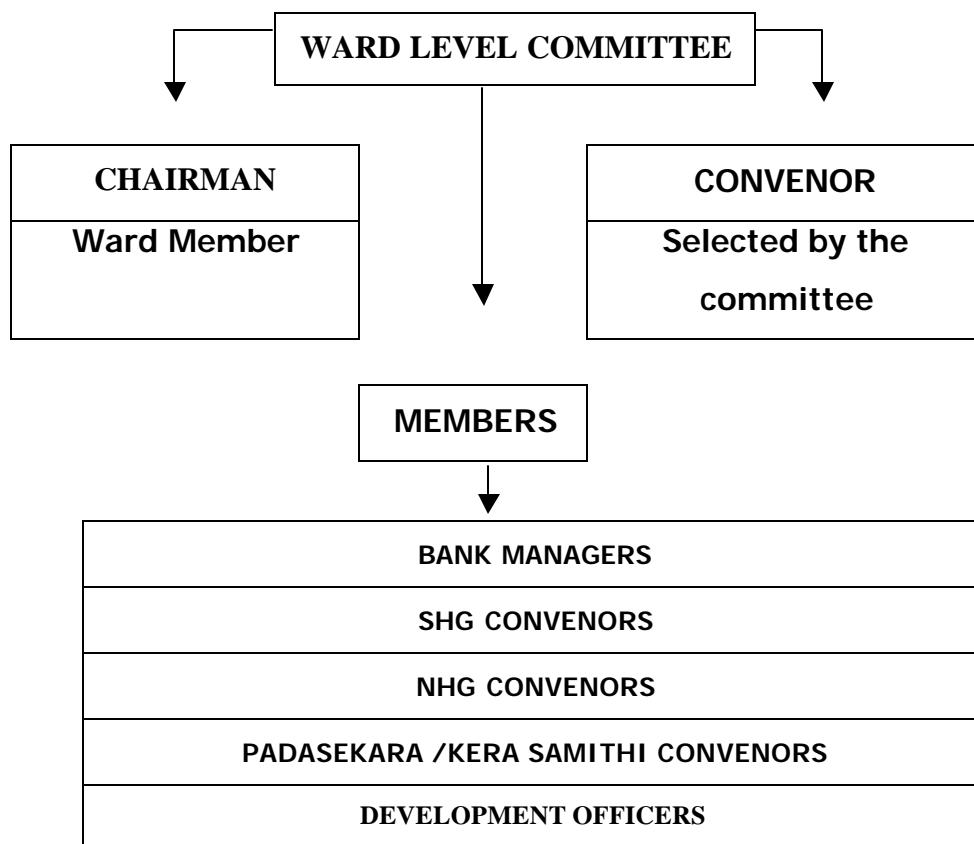 WARD LEVEL COMMITTEE
CHAIRMAN
Ward Member
CONVENOR
Selected by the
committee
MEMBERS
BANK MANAGERS
SHG CONVENORS
NHG CONVENORS
PADASEKARA /KERA SAMITHI CONVENORS
DEVELOPMENT OFFICERS